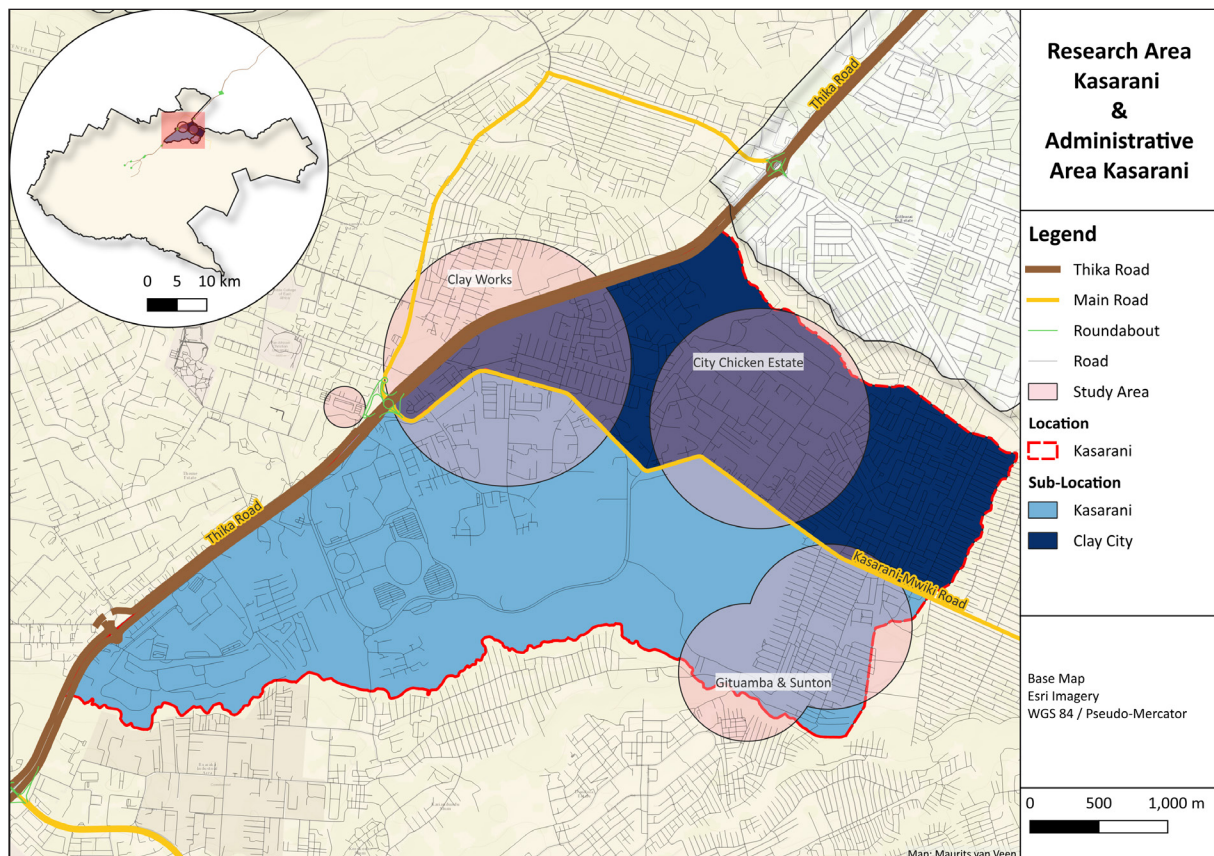 Research Area
Kasarani
&
Administrative
Area Kasarani
Legend
Thika Road
Main Road
Roundabout
Road
Study Area
Location
Kasarani
Sub-Location
Kasarani
Clay City
Base Map
Esri Imagery
WGS 84 / Pseudo-Mercator
0 500 1,000 m
0 5 10 km
Thika Road
Clay Works
City Chicken Estate
Thika Road
Kasarani-Mwiki Road
Gituamba & Sunton
Map: Maurits van Veen